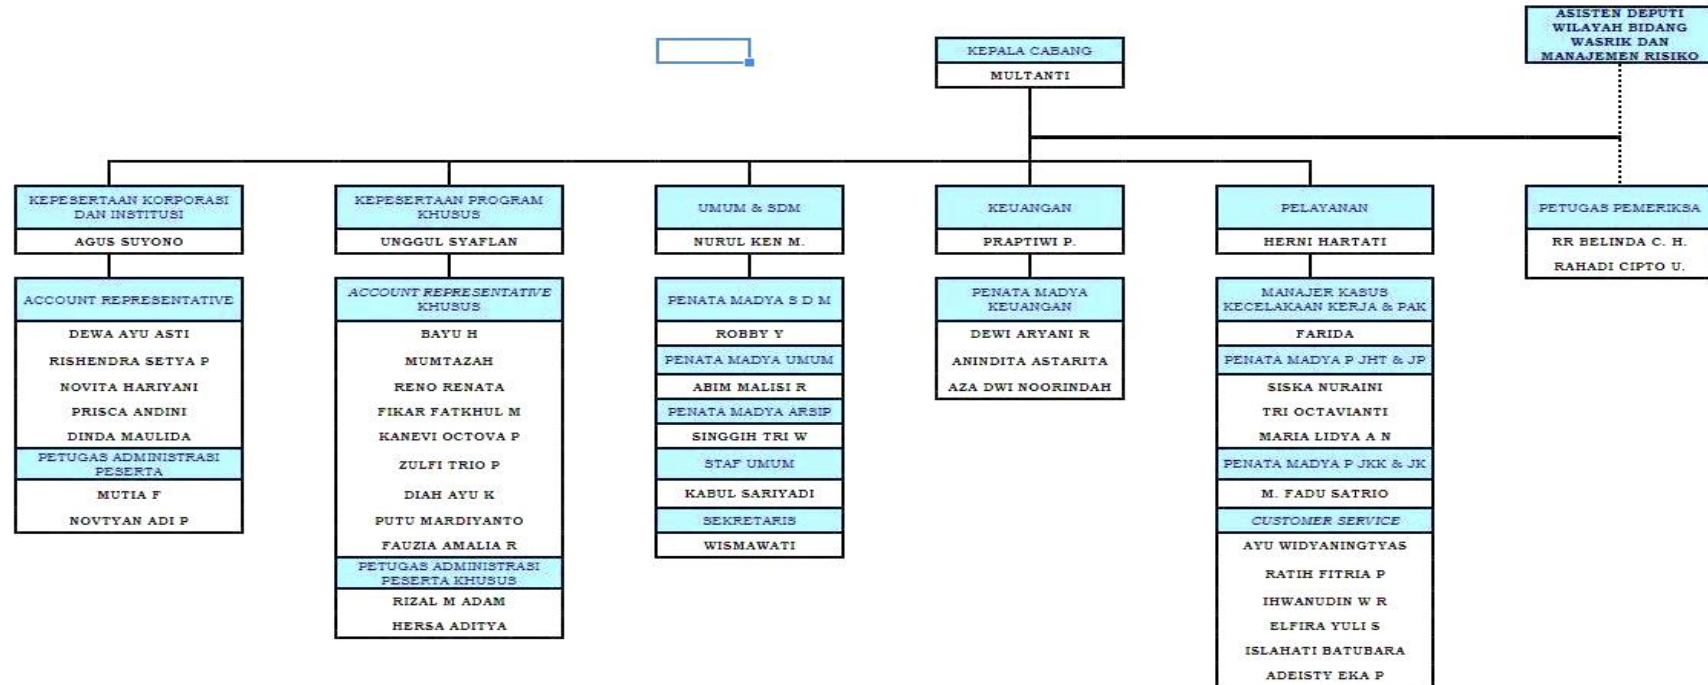 ASISTEN DEPUTI
WILAYAH BIDANG
WASRIK DAN
MANAJEMEN RISIKO
KEPALA CABANG
MULTANTI
KEPESERTAAN KORPORASI
DAN INSTITUSI
AGUS SUYONO
ACCOUNT REPRESENTATIVE
DEWA AYU ASTI
RISHENDRA SETYA P
NOVITA HARIYANI
PRISCA ANDINI
DINDA MAULIDA
PETUGAS ADMINISTRASI
PESERTA
MUTIA F
NOVTYAN ADI P
KEPESERTAAN PROGRAM
KHUSUS
UNGGUL SYAFLAN
ACCOUNT REPRESENTATIVE
KHUSUS
BAYU H
MUMTAZAH
RENO RENATA
FIKAR FATKHUL M
KANEVI OCTOVA P
ZULFI TRIO P
DIAH AYU K
PUTU MARDIYANTO
FAUZIA AMALIA R
PETUGAS ADMINISTRASI
PESERTA KHUSUS
RIZAL M ADAM
HERSA ADITYA
UMUM & SDM
NURUL KEN M.
PENATA MADYA S D M
ROBBY Y
PENATA MADYA UMUM
ABIM MALISI R
PENATA MADYA ARSIP
SINGGIH TRI W
STAF UMUM
KABUL SARIYADI
SEKRETARIS
WISMAWATI
KEUANGAN
PRAPTIWI P.
PENATA MADYA
KEUANGAN
DEWI ARYANI R
ANINDITA ASTARITA
AZA DWI NOORINDAH
PELAYANAN
HERNI HARTATI
MANAJER KASUS
KECELAKAAN KERJA & PAK
FARIDA
PENATA MADYA P JHT & JP
SISKA NURAINI
TRI OCTAVIANTI
MARIA LIDYA A N
PENATA MADYA P JKK & JK
M. FADU SATRIO
CUSTOMER SERVICE
AYU WIDYANINGTYAS
RATIH FITRIA P
IHWANUDIN W R
ELFIRA YULI S
ISLAHATI BATUBARA
ADEISTY EKA P
PETUGAS PEMERIKSA
RR BELINDA C. H.
RAHADI CIPTO U.